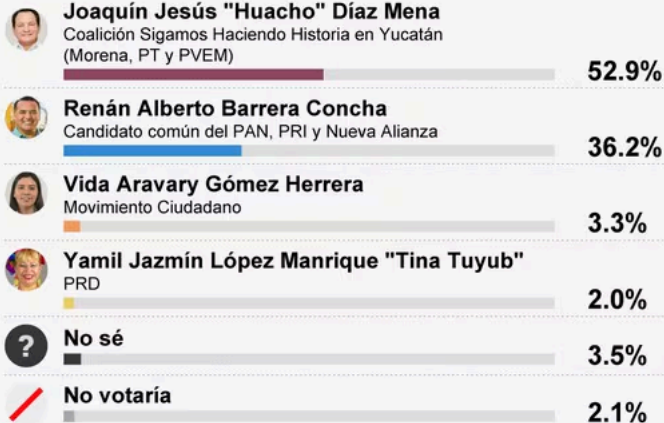 Joaquín Jesús "Huacho" Díaz Mena
Coalición Sigamos Haciendo Historia en Yucatán
(Morena, PT y PVEM)
52.9%
Renán Alberto Barrera Concha
Candidato común del PAN, PRI y Nueva Alianza
36.2%
Vida Aravary Gómez Herrera
Movimiento Ciudadano
3.3%
Yamil Jazmín López Manrique "Tina Tuyub"
PRD
2.0%
?
No sé
3.5%
No votaría
2.1%